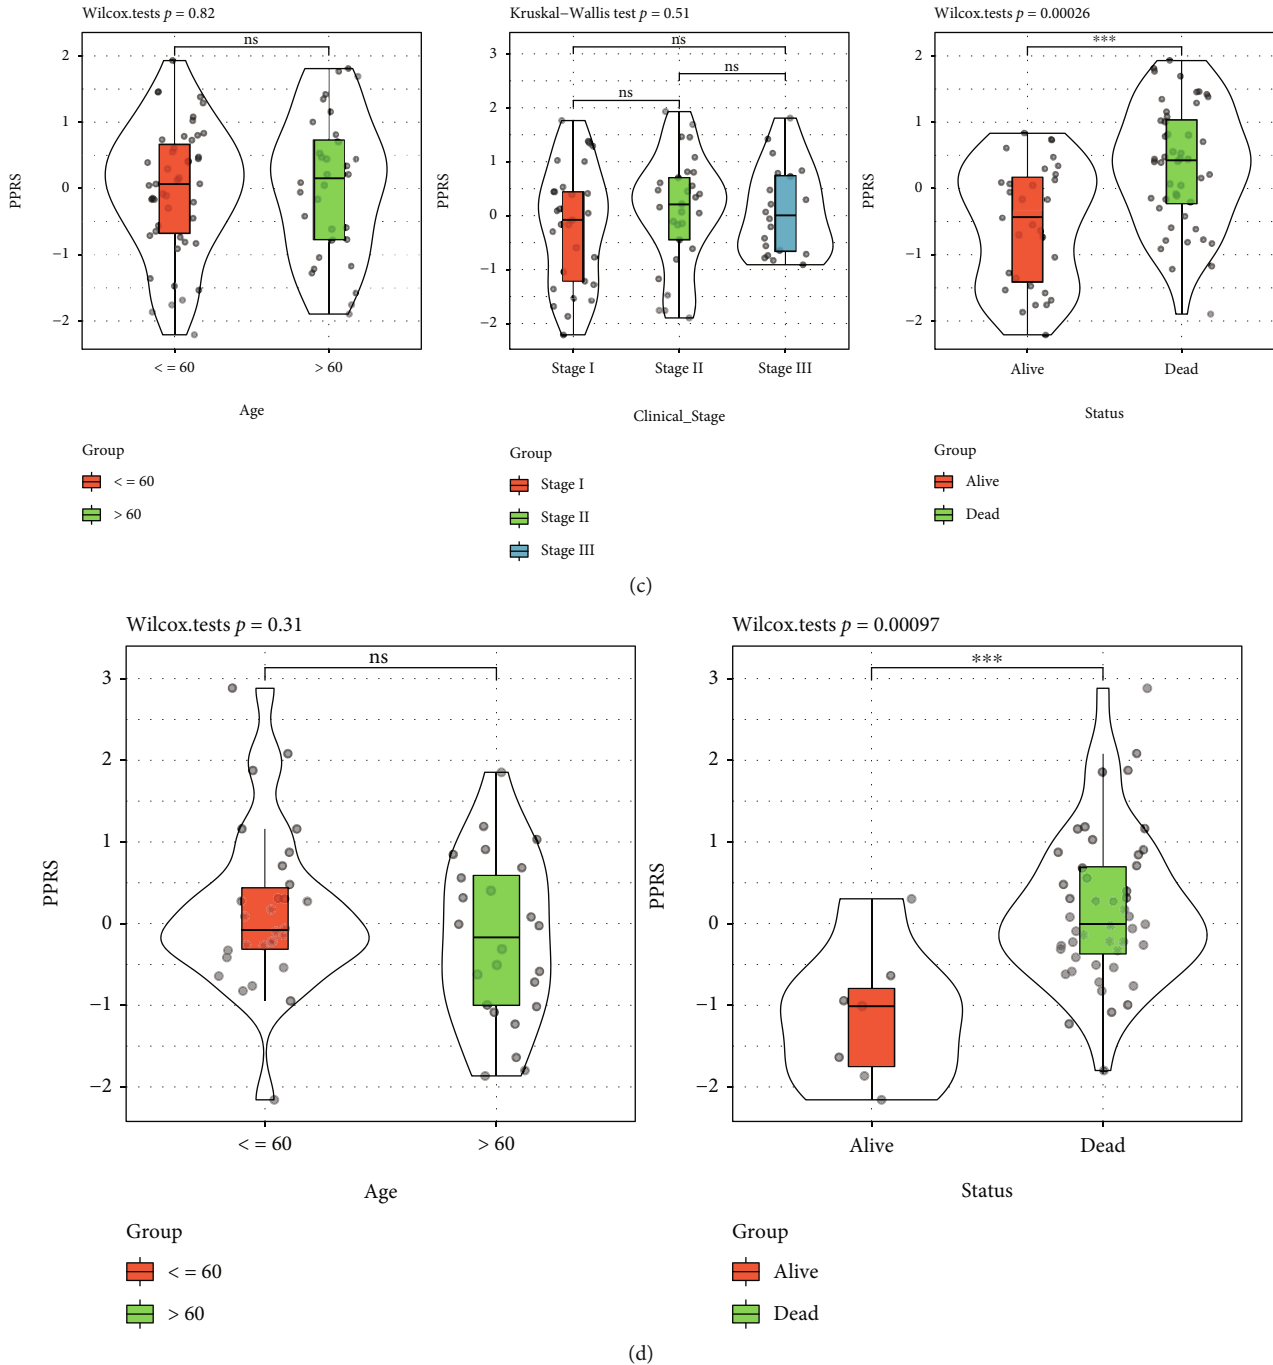 Wilcox.tests p = 0.82
ns
2
1
0
−1
−2
PPRS
< = 60
> 60
Age
Group
< = 60
> 60
Kruskal−Wallis test p = 0.51
ns
ns
ns
3
2
1
0
−1
−2
PPRS
Stage I
Stage II
Stage III
Clinical_Stage
Group
Stage I
Stage II
Stage III
Wilcox.tests p = 0.00026
***
2
1
0
−1
−2
PPRS
Alive
Dead
Status
Group
Alive
Dead
(c)
Wilcox.tests p = 0.31
ns
3
2
1
0
−1
−2
PPRS
< = 60
> 60
Age
Group
< = 60
> 60
Wilcox.tests p = 0.00097
***
3
2
1
0
−1
−2
PPRS
Alive
Dead
Status
Group
Alive
Dead
(d)